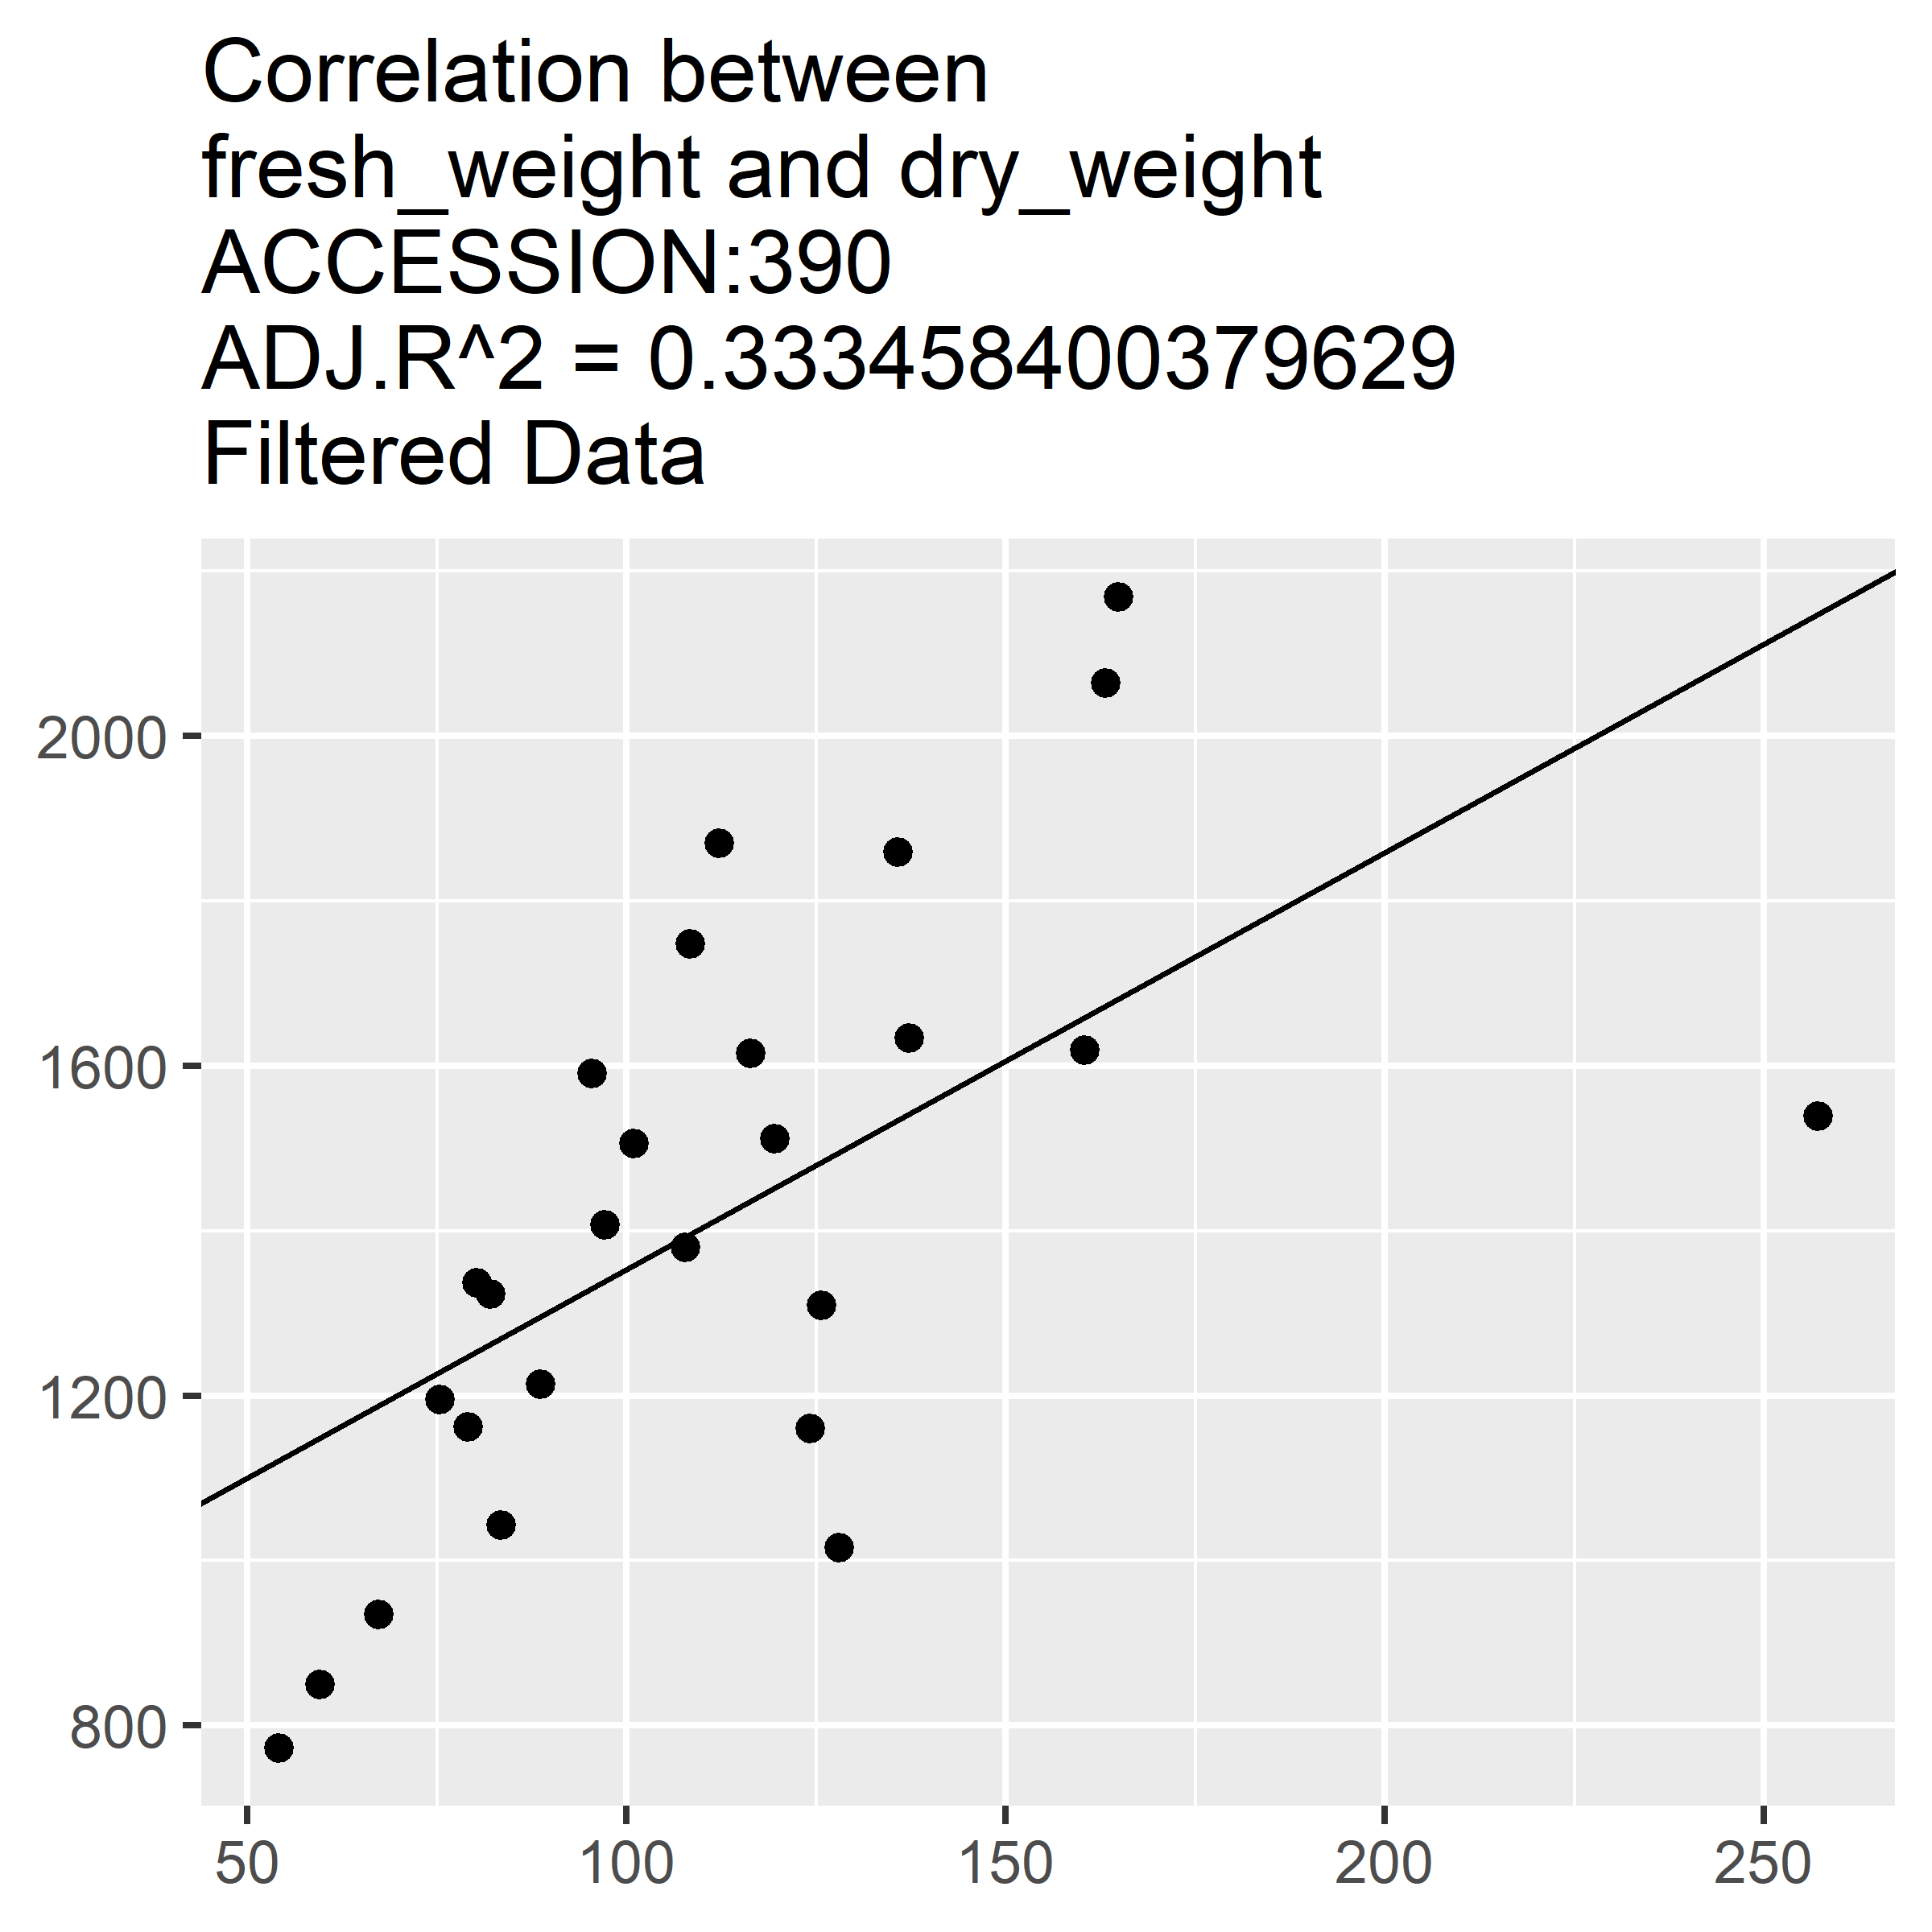 Correlation between
fresh_weight and dry_weight
ACCESSION:390
ADJ.R^2 = 0.333458400379629
Filtered Data
2000
1600
1200
800
50 100 150 200 250